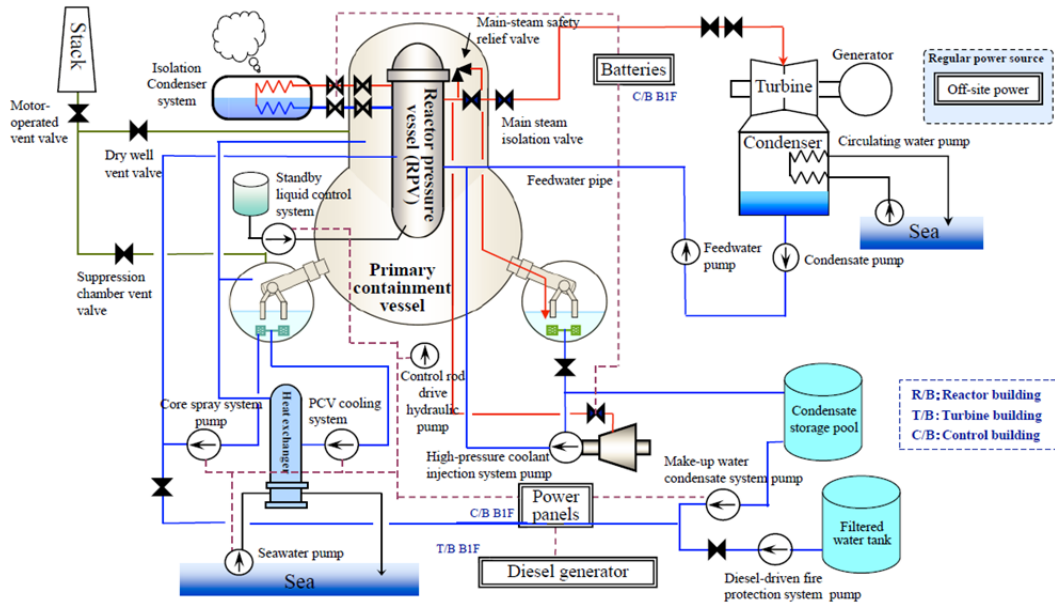 Stack
Motor-
operated
vent valve
Dry well
vent valve
Suppression
chamber vent
valve
Isolation
Condenser
system
Standby
liquid control
system
Main-steam safety
relief valve
Reactor pressure
vessel (RPV)
Primary
containment
vessel
Main steam
isolation valve
Batteries
C/B B1F
Feedwater pipe
Turbine
Generator
Regular power source
Off-site power
Condenser
Circulating water pump
Sea
Feedwater
pump
Condensate pump
Control rod
drive
hydraulic
pump
Core spray system
pump
Heat exchanger
PCV cooling
system
High-pressure coolant
injection system pump
Condensate
storage pool
R/B: Reactor building
T/B: Turbine building
C/B: Control building
Make-up water
condensate system pump
C/B B1F
Power
panels
T/B B1F
Diesel generator
Seawater pump
Sea
Filtered
water tank
Diesel-driven fire
protection system pump